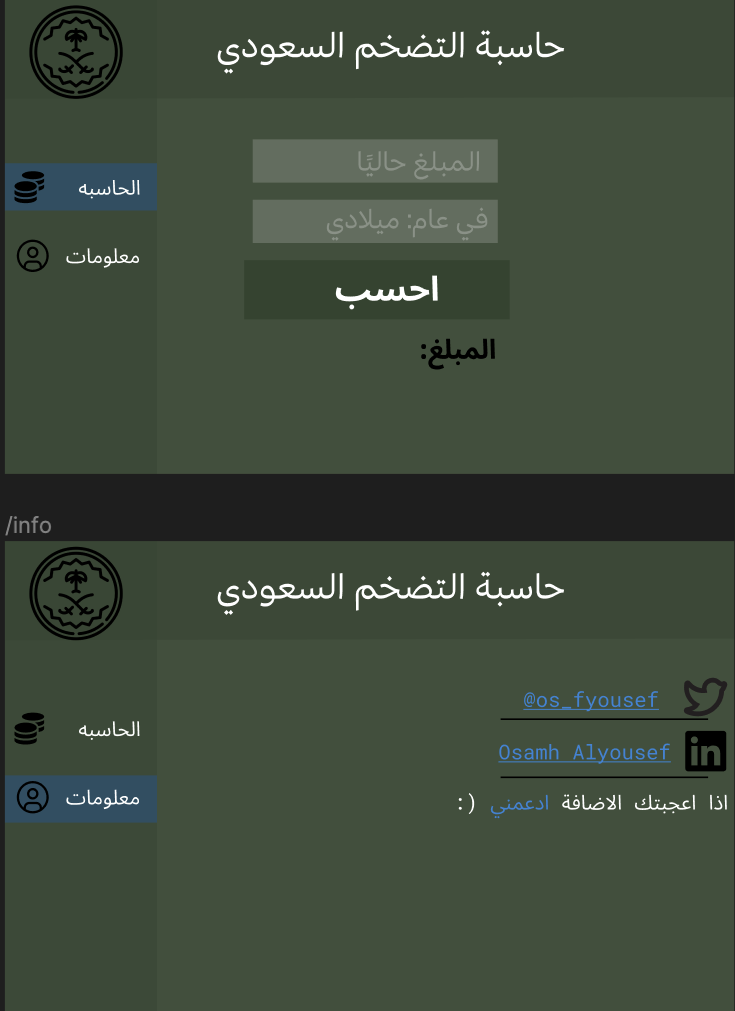 حاسبة التضخم السعودي
الحاسبه
معلومات
المبلغ حاليًا
في عام: ميلادي
احسب
المبلغ:
/info
حاسبة التضخم السعودي
الحاسبه
معلومات
@os_fyousef
Osamh Alyousef
in
اذا اعجبتك الاضافة ادعمني (: